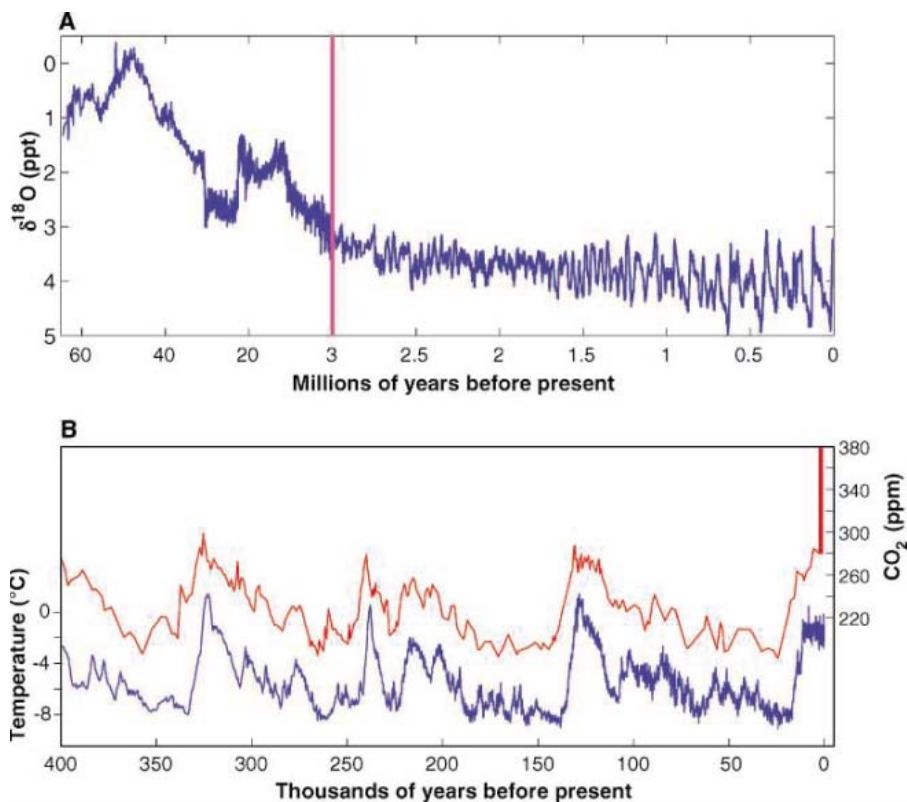 A
0
1
2
3
4
5
δ18O (ppt)
60 40 20 3 2.5 2 1.5 1 0.5 0
Millions of years before present
B
380
340
300
260
220
CO2 (ppm)
0
-4
-8
Temperature (°C)
400 350 300 250 200 150 100 50 0
Thousands of years before present